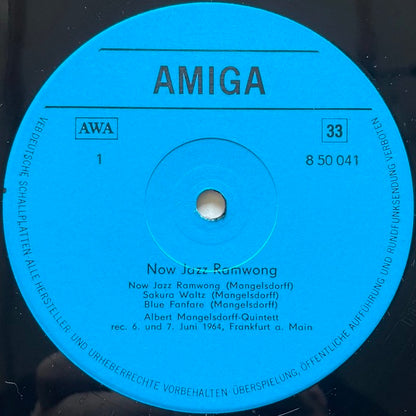 AMIGA
AWA
33
1
8 50 041
Now Jazz Ramwong
Now Jazz Ramwong (Mangelsdorff)
Sakura Waltz (Mangelsdorff)
Blue Fanfare (Mangelsdorff)
Albert Mangelsdorff-Quintett
rec. 6. und 7. Juni 1964, Frankfurt a. Main
VEB DEUTSCHE SCHALLPLATTEN ALLE HERSTELLER- UND URHEBERRECHTE VORBEHALTEN · ÜBERSPIELUNG, ÖFFENTLICHE AUFFÜHRUNG UND RUNDFUNKSENDUNG VERBOTEN